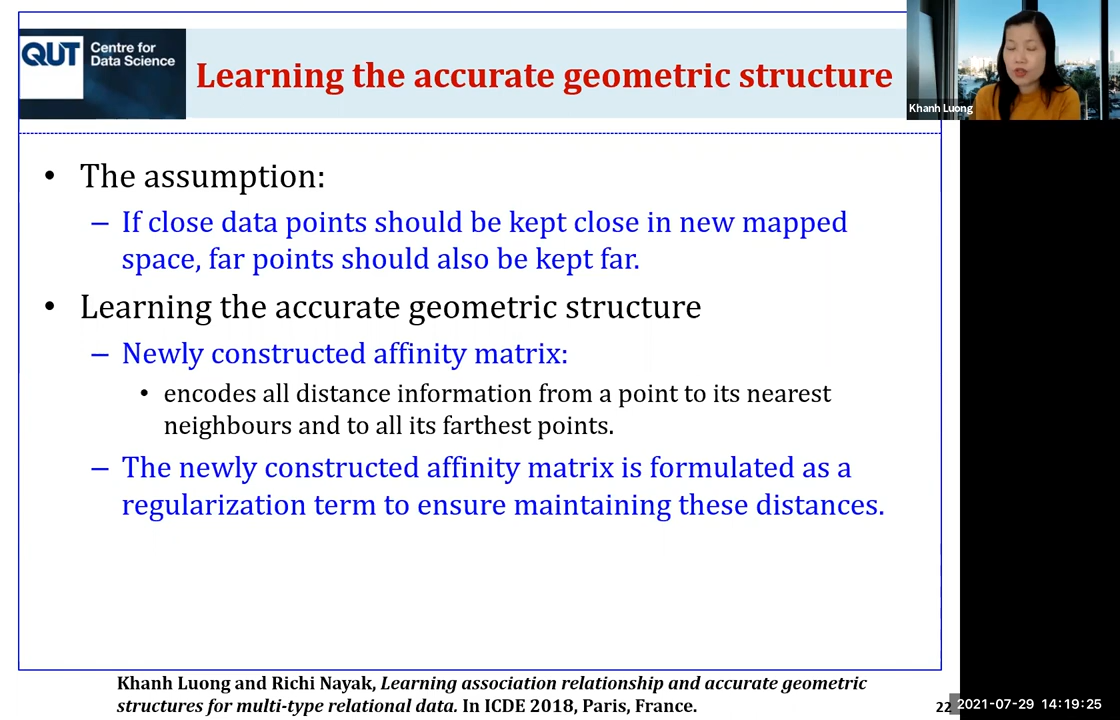 QUT
Centre for
Data Science
Learning the accurate geometric structure
Khanh Luong
• The assumption:
– If close data points should be kept close in new mapped
space, far points should also be kept far.
• Learning the accurate geometric structure
– Newly constructed affinity matrix:
• encodes all distance information from a point to its nearest
neighbours and to all its farthest points.
– The newly constructed affinity matrix is formulated as a
regularization term to ensure maintaining these distances.
Khanh Luong and Richi Nayak, Learning association relationship and accurate geometric
structures for multi-type relational data. In ICDE 2018, Paris, France.
22
2021-07-29 14:19:25